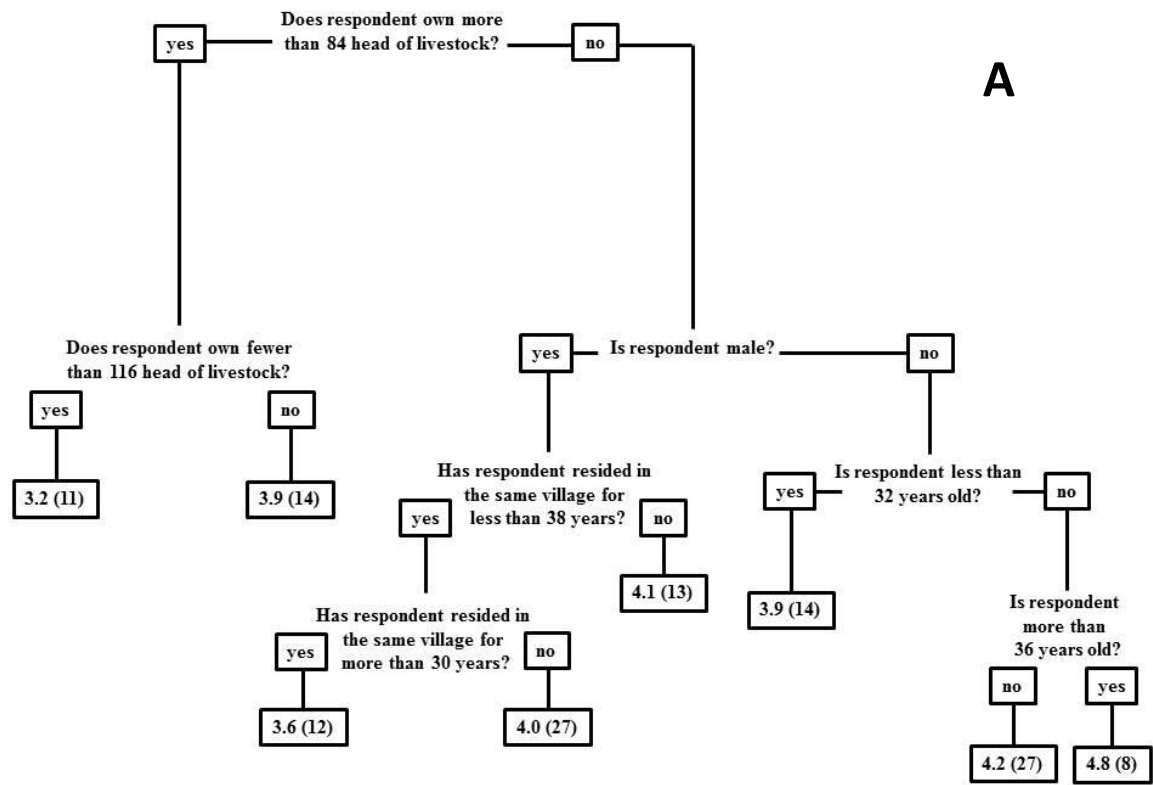 Does respondent own more
than 84 head of livestock?
yes
no
A
Does respondent own fewer
than 116 head of livestock?
yes
no
3.2 (11)
3.9 (14)
yes
Is respondent male?
no
Has respondent resided in
the same village for
less than 38 years?
yes
no
4.1 (13)
Has respondent resided in
the same village for
more than 30 years?
yes
no
3.6 (12)
4.0 (27)
Is respondent less than
32 years old?
yes
no
3.9 (14)
Is respondent
more than
36 years old?
no
yes
4.2 (27)
4.8 (8)